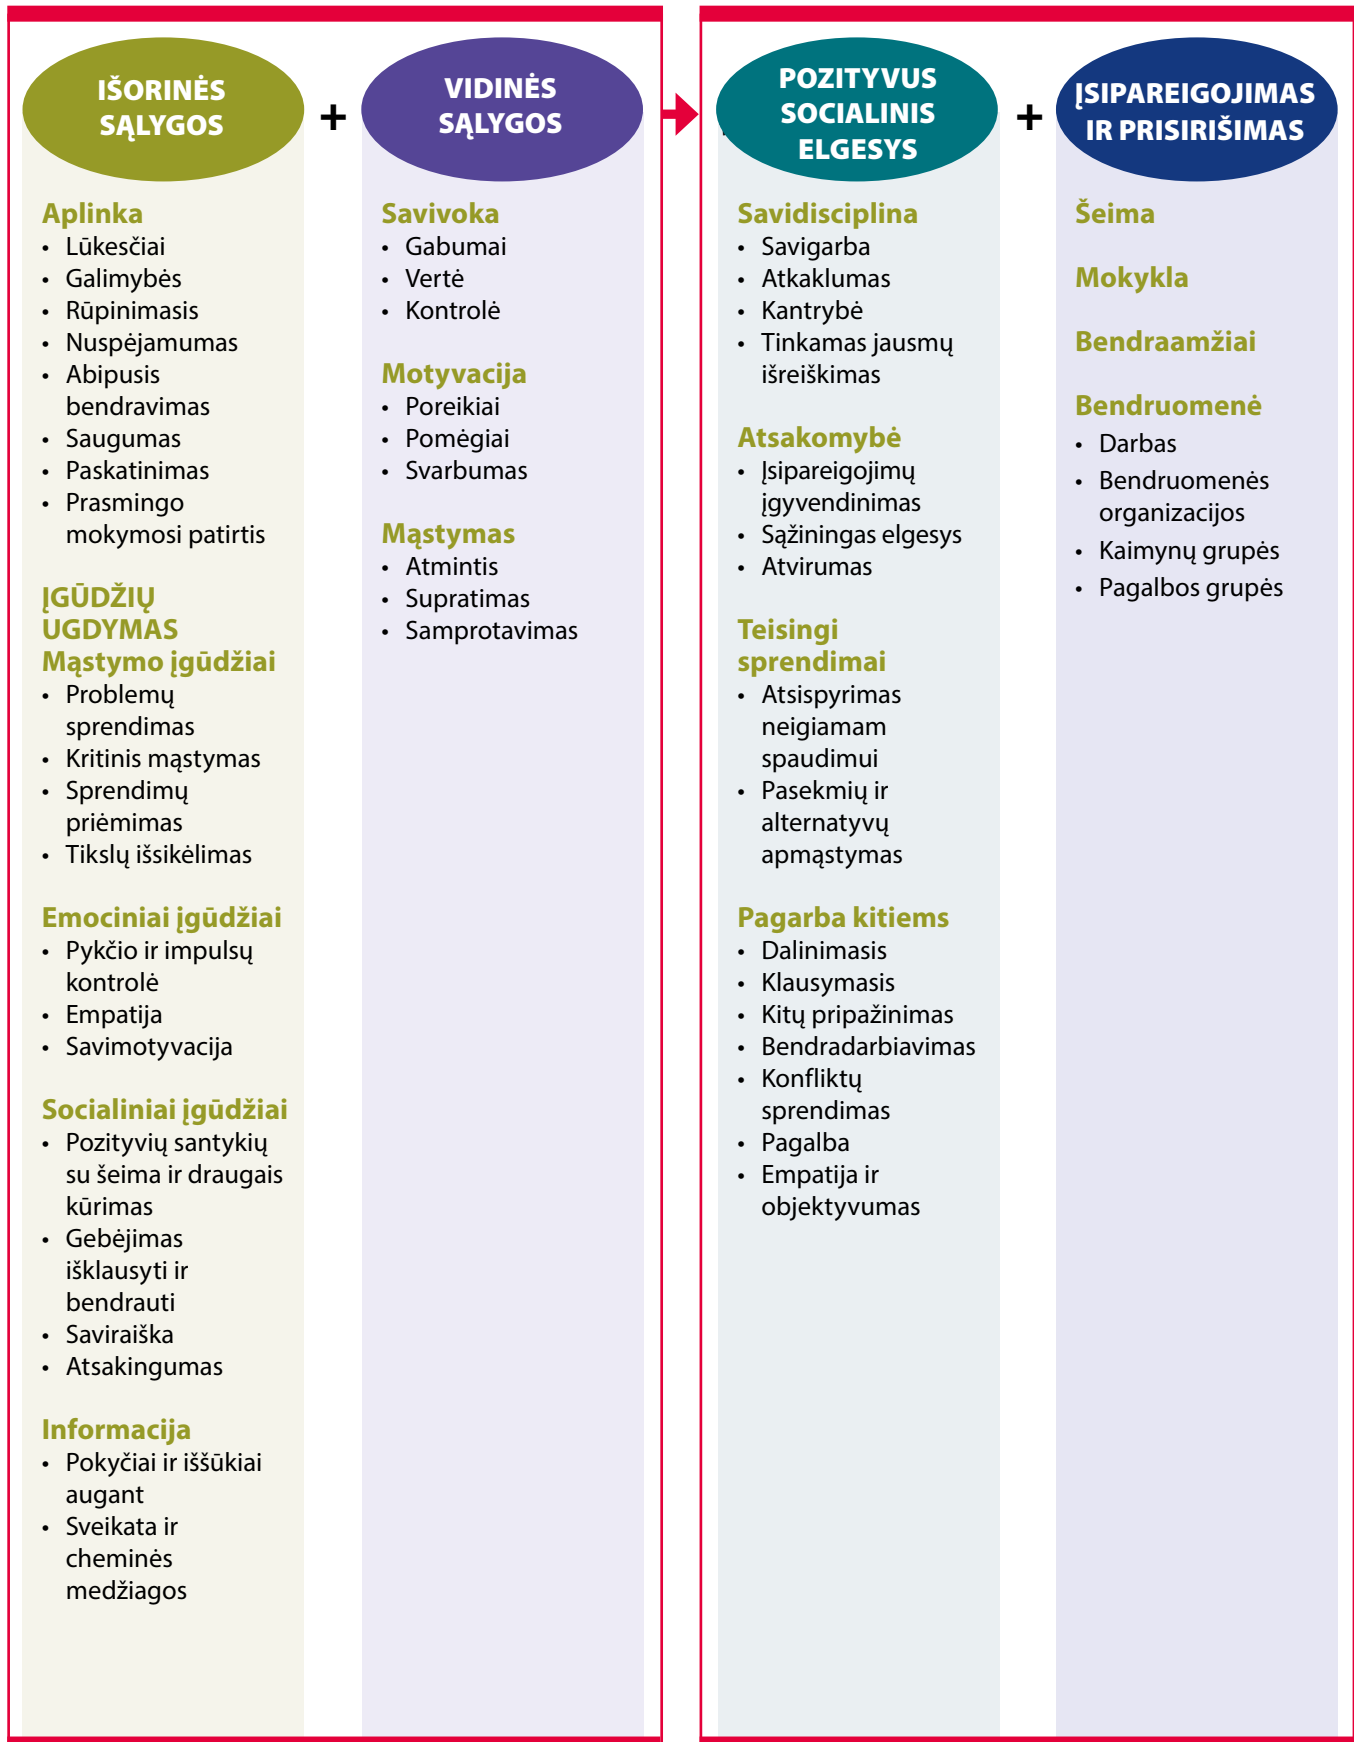 IŠORINĖS
SĄLYGOS
+
VIDINĖS
SĄLYGOS
POZITYVUS
SOCIALINIS
ELGESYS
+
ĮSIPAREIGOJIMAS
IR PRISIRIŠIMAS
Aplinka
• Lūkesčiai
• Galimybės
• Rūpinimasis
• Nuspėjamumas
• Abipusis
bendravimas
• Saugumas
• Paskatinimas
• Prasmingo
mokymosi patirtis
ĮGŪDŽIŲ
UGDYMAS
Mąstymo įgūdžiai
• Problemų
sprendimas
• Kritinis mąstymas
• Sprendimų
priėmimas
• Tikslų išsikėlimas
Emociniai įgūdžiai
• Pykčio ir impulsų
kontrolė
• Empatija
• Savimotyvacija
Socialiniai įgūdžiai
• Pozityvių santykių
su šeima ir draugais
kūrimas
• Gebėjimas
išklausyti ir
bendrauti
• Saviraiška
• Atsakingumas
Informacija
• Pokyčiai ir iššūkiai
augant
• Sveikata ir
cheminės
medžiagos
Savivoka
• Gabumai
• Vertė
• Kontrolė
Motyvacija
• Poreikiai
• Pomėgiai
• Svarbumas
Mąstymas
• Atmintis
• Supratimas
• Samprotavimas
Savidisciplina
• Savigarba
• Atkaklumas
• Kantrybė
• Tinkamas jausmų
išreiškimas
Atsakomybė
• Įsipareigojimų
įgyvendinimas
• Sąžiningas elgesys
• Atvirumas
Teisingi
sprendimai
• Atsispyrimas
neigiamam
spaudimui
• Pasekmių ir
alternatyvų
apmąstymas
Pagarba kitiems
• Dalinimasis
• Klausymasis
• Kitų pripažinimas
• Bendradarbiavimas
• Konfliktų
sprendimas
• Pagalba
• Empatija ir
objektyvumas
Šeima
Mokykla
Bendraamžiai
Bendruomenė
• Darbas
• Bendruomenės
organizacijos
• Kaimynų grupės
• Pagalbos grupės